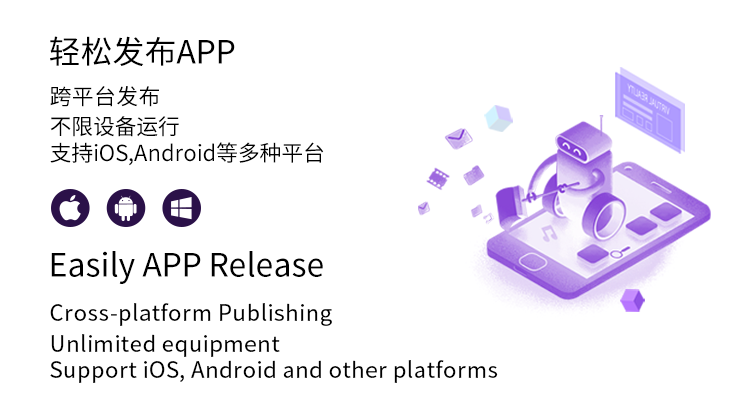 轻松发布APP
跨平台发布
不限设备运行
支持iOS,Android等多种平台
Easily APP Release
Cross-platform Publishing
Unlimited equipment
Support iOS, Android and other platforms
VIRTUAL REALITY